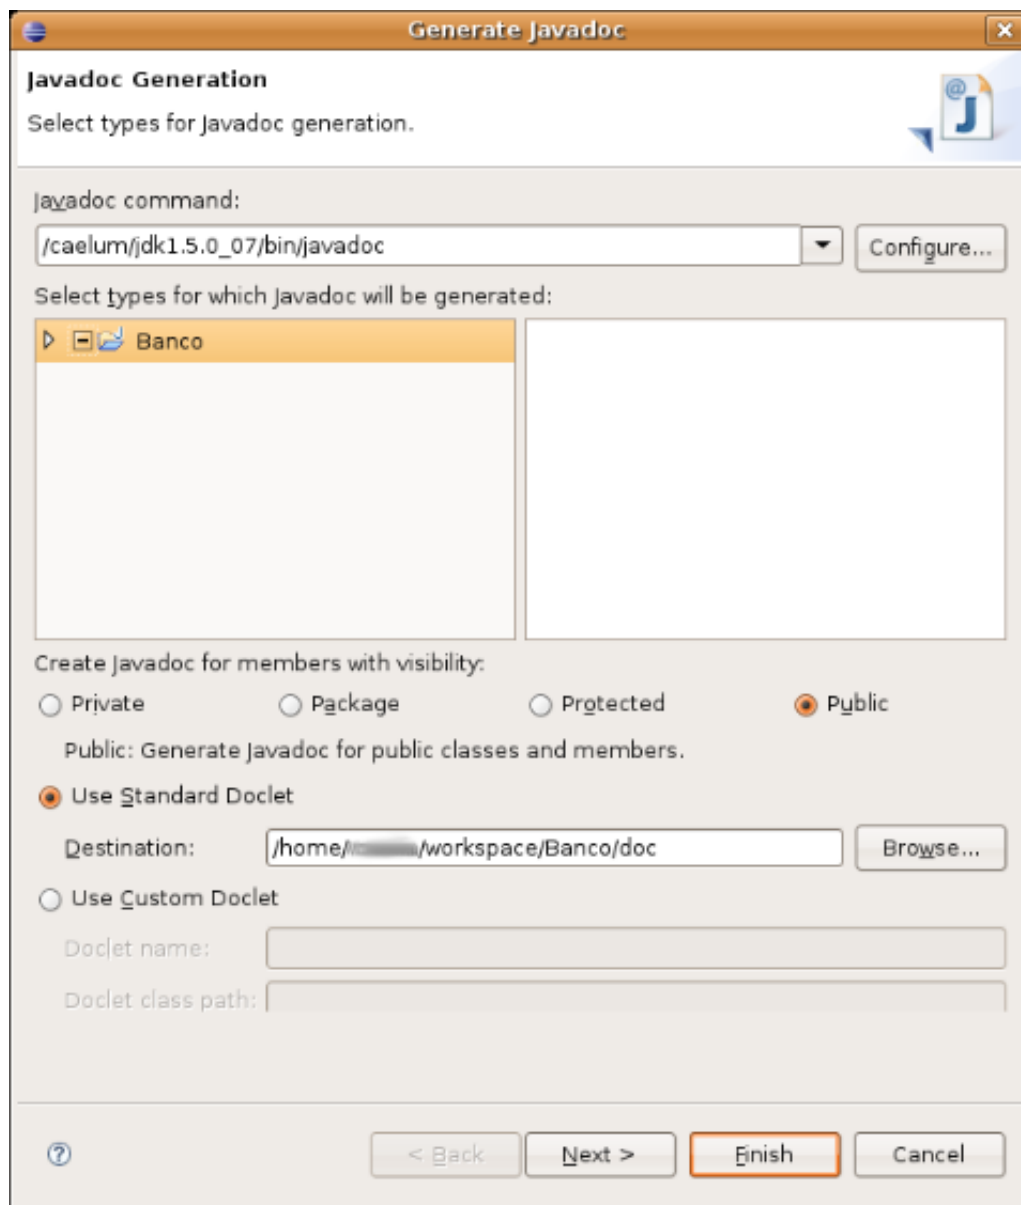 Generate Javadoc
Javadoc Generation
Select types for Javadoc generation.
@
J
Javadoc command:
/caelum/jdk1.5.0_07/bin/javadoc
Configure...
Select types for which Javadoc will be generated:
Banco
Create Javadoc for members with visibility:
Private Package Protected Public
Public: Generate Javadoc for public classes and members.
Use Standard Doclet
Destination: /home/ /workspace/Banco/doc Browse...
Use Custom Doclet
Doclet name:
Doclet class path:
? < Back Next > Finish Cancel